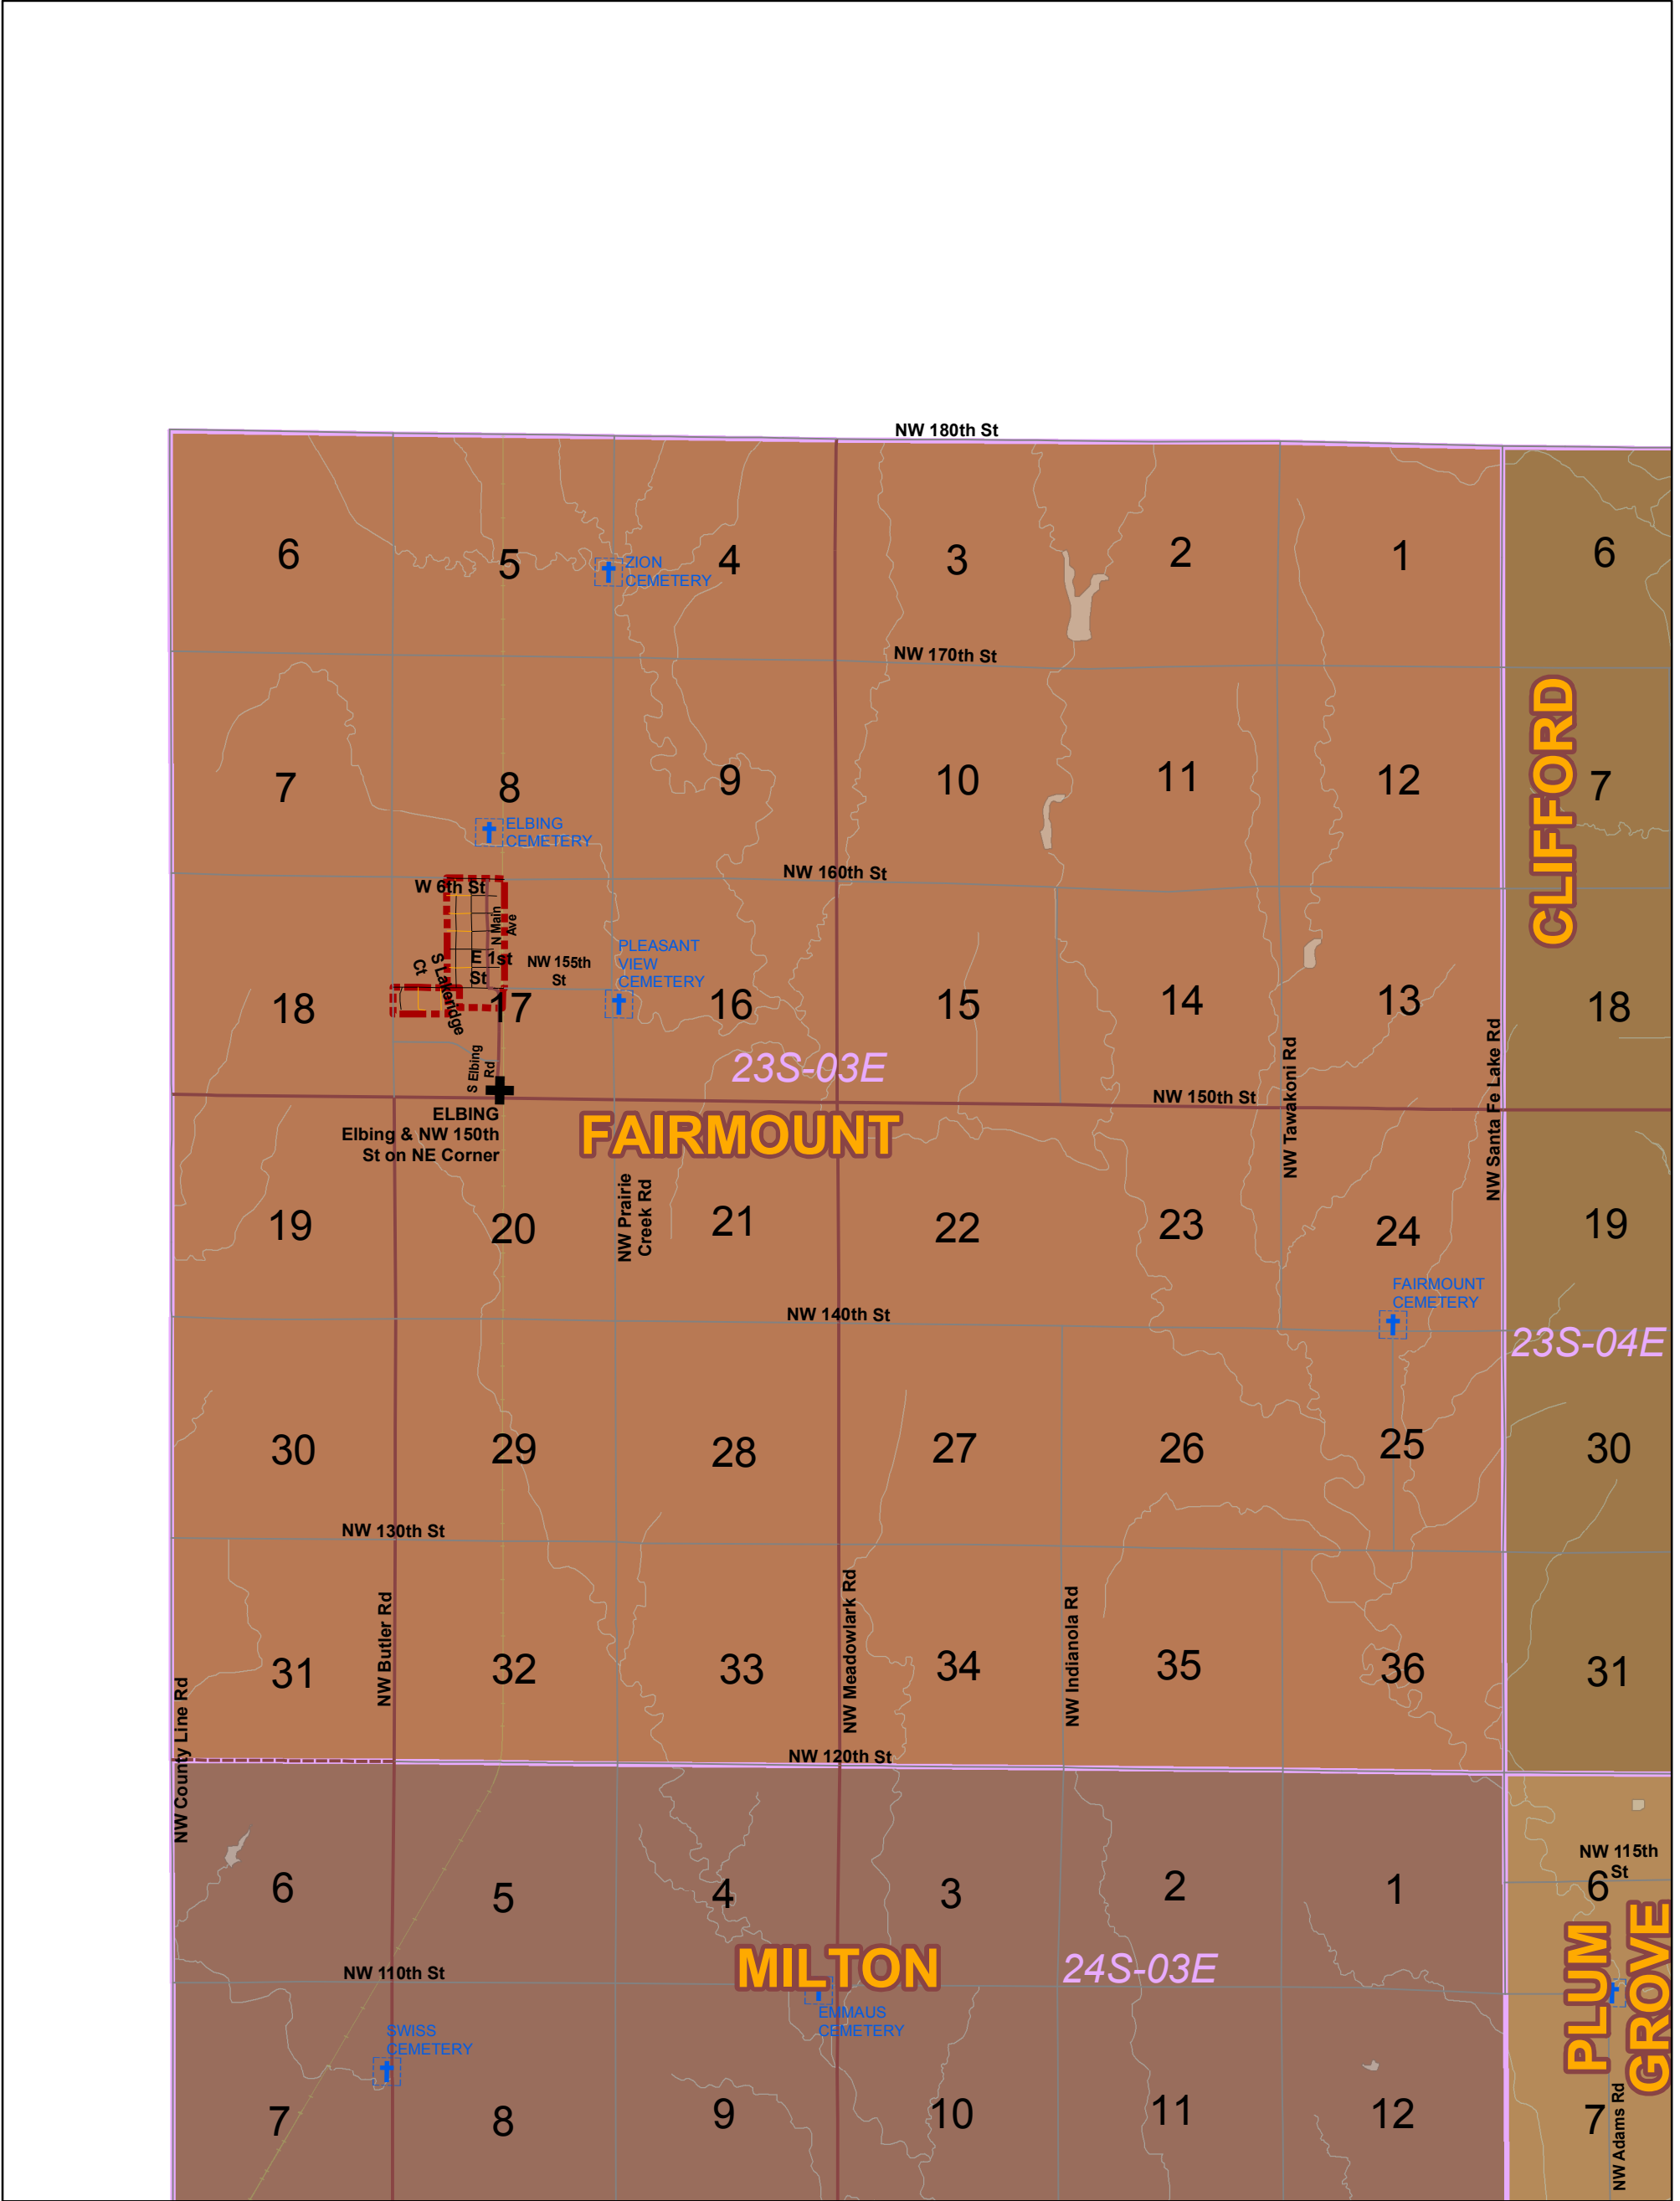 NW 180th St
6
5
ZION
CEMETERY
4
3
2
1
6
NW 170th St
7
8
9
10
11
12
7
CLIFFORD
ELBING
CEMETERY
NW 160th St
W 6th St
N Main
Ave
E 1st
St
NW 155th
St
S Lakeridge
Ct
PLEASANT
VIEW
CEMETERY
18
17
16
15
14
13
18
23S-03E
S Elbing
Rd
NW 150th St
NW Tawakoni Rd
NW Santa Fe Lake Rd
ELBING
Elbing & NW 150th
St on NE Corner
FAIRMOUNT
NW Prairie
Creek Rd
19
20
21
22
23
24
19
FAIRMOUNT
CEMETERY
NW 140th St
23S-04E
30
29
28
27
26
25
30
NW 130th St
NW Butler Rd
NW Meadowlark Rd
NW Indianola Rd
31
32
33
34
35
36
31
NW County Line Rd
NW 120th St
NW 115th
St
6
5
4
3
2
1
6
MILTON
24S-03E
PLUM
GROVE
NW 110th St
EMMAUS
CEMETERY
SWISS
CEMETERY
7
8
9
10
11
12
7
NW Adams Rd